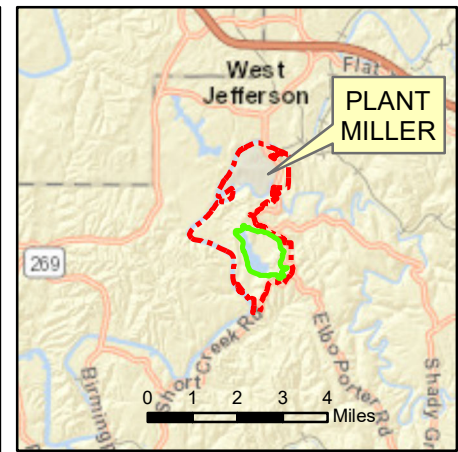 Flat
West
Jefferson
PLANT
MILLER
269
Short Creek Rd
Elbo Porter Rd
Shady Gr
Birmingh
0 1 2 3 4
Miles